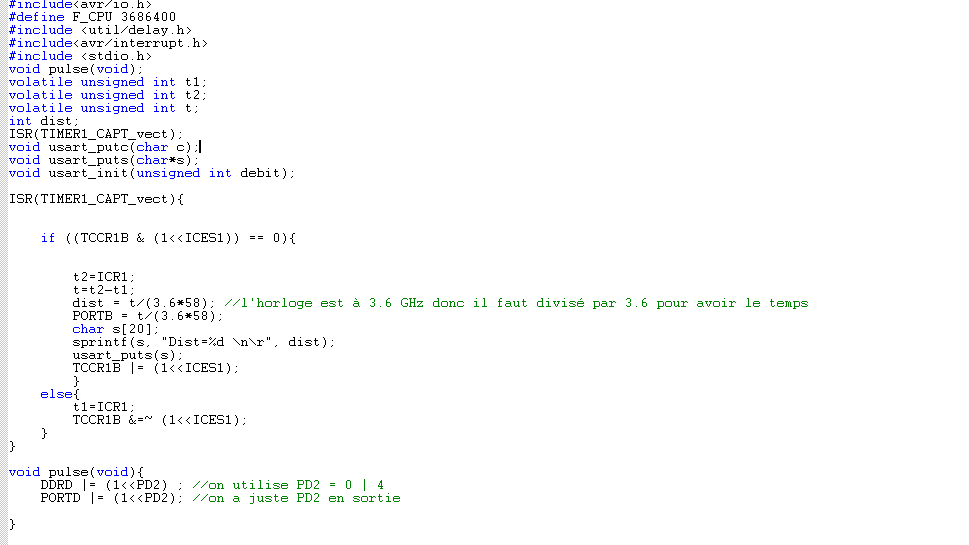 #include<avr/io.h>
#define F_CPU 3686400
#include <util/delay.h>
#include<avr/interrupt.h>
#include <stdio.h>
void pulse(void);
volatile unsigned int t1;
volatile unsigned int t2;
volatile unsigned int t;
int dist;
ISR(TIMER1_CAPT_vect);
void usart_putc(char c);
void usart_puts(char*s);
void usart_init(unsigned int debit);
ISR(TIMER1_CAPT_vect){
if ((TCCR1B & (1<<ICES1)) == 0){
t2=ICR1;
t=t2-t1;
dist = t/(3.6*58); //l'horloge est à 3.6 GHz donc il faut divisé par 3.6 pour avoir le temps
PORTB = t/(3.6*58);
char s[20];
sprintf(s, "Dist=%d \n\r", dist);
usart_puts(s);
TCCR1B |= (1<<ICES1);
}
else{
t1=ICR1;
TCCR1B &=~ (1<<ICES1);
}
}
void pulse(void){
DDRD |= (1<<PD2) ; //on utilise PD2 = 0 | 4
PORTD |= (1<<PD2); //on a juste PD2 en sortie
}